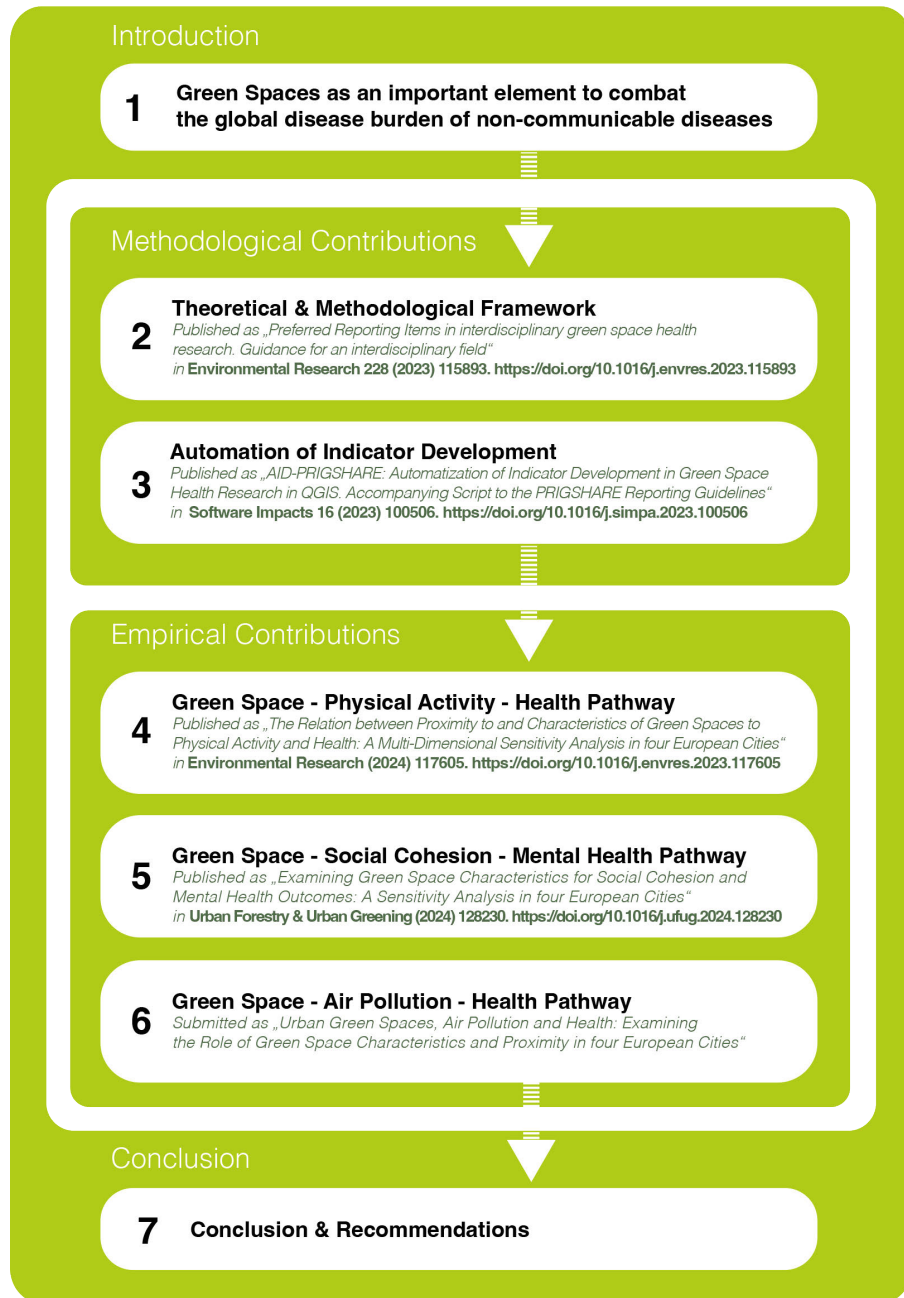 Introduction
1
Green Spaces as an important element to combat
the global disease burden of non-communicable diseases
Methodological Contributions
2
Theoretical & Methodological Framework
Published as „Preferred Reporting Items in interdisciplinary green space health
research. Guidance for an interdisciplinary field“
in Environmental Research 228 (2023) 115893. https://doi.org/10.1016/j.envres.2023.115893
3
Automation of Indicator Development
Published as „AID-PRIGSHARE: Automatization of Indicator Development in Green Space
Health Research in QGIS. Accompanying Script to the PRIGSHARE Reporting Guidelines“
in Software Impacts 16 (2023) 100506. https://doi.org/10.1016/j.simpa.2023.100506
Empirical Contributions
4
Green Space - Physical Activity - Health Pathway
Published as „The Relation between Proximity to and Characteristics of Green Spaces to
Physical Activity and Health: A Multi-Dimensional Sensitivity Analysis in four European Cities“
in Environmental Research (2024) 117605. https://doi.org/10.1016/j.envres.2023.117605
5
Green Space - Social Cohesion - Mental Health Pathway
Published as „Examining Green Space Characteristics for Social Cohesion and
Mental Health Outcomes: A Sensitivity Analysis in four European Cities“
in Urban Forestry & Urban Greening (2024) 128230. https://doi.org/10.1016/j.ufug.2024.128230
6
Green Space - Air Pollution - Health Pathway
Submitted as „Urban Green Spaces, Air Pollution and Health: Examining
the Role of Green Space Characteristics and Proximity in four European Cities“
Conclusion
7
Conclusion & Recommendations